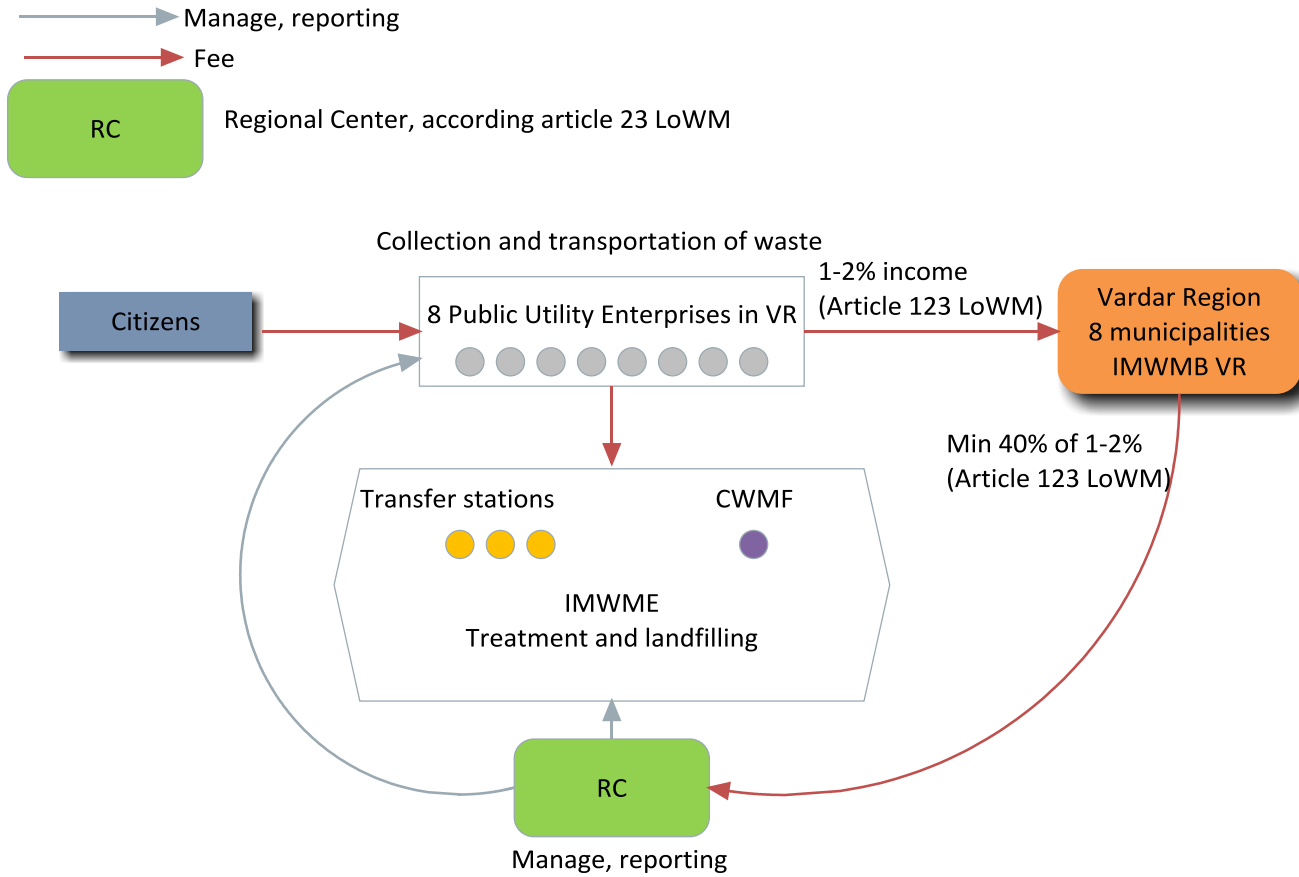 Manage, reporting
Fee
RC
Regional Center, according article 23 LoWM
Collection and transportation of waste
1-2% income
(Article 123 LoWM)
Citizens
8 Public Utility Enterprises in VR
Vardar Region
8 municipalities
IMWMB VR
Min 40% of 1-2%
(Article 123 LoWM)
Transfer stations
CWMF
IMWME
Treatment and landfilling
RC
Manage, reporting